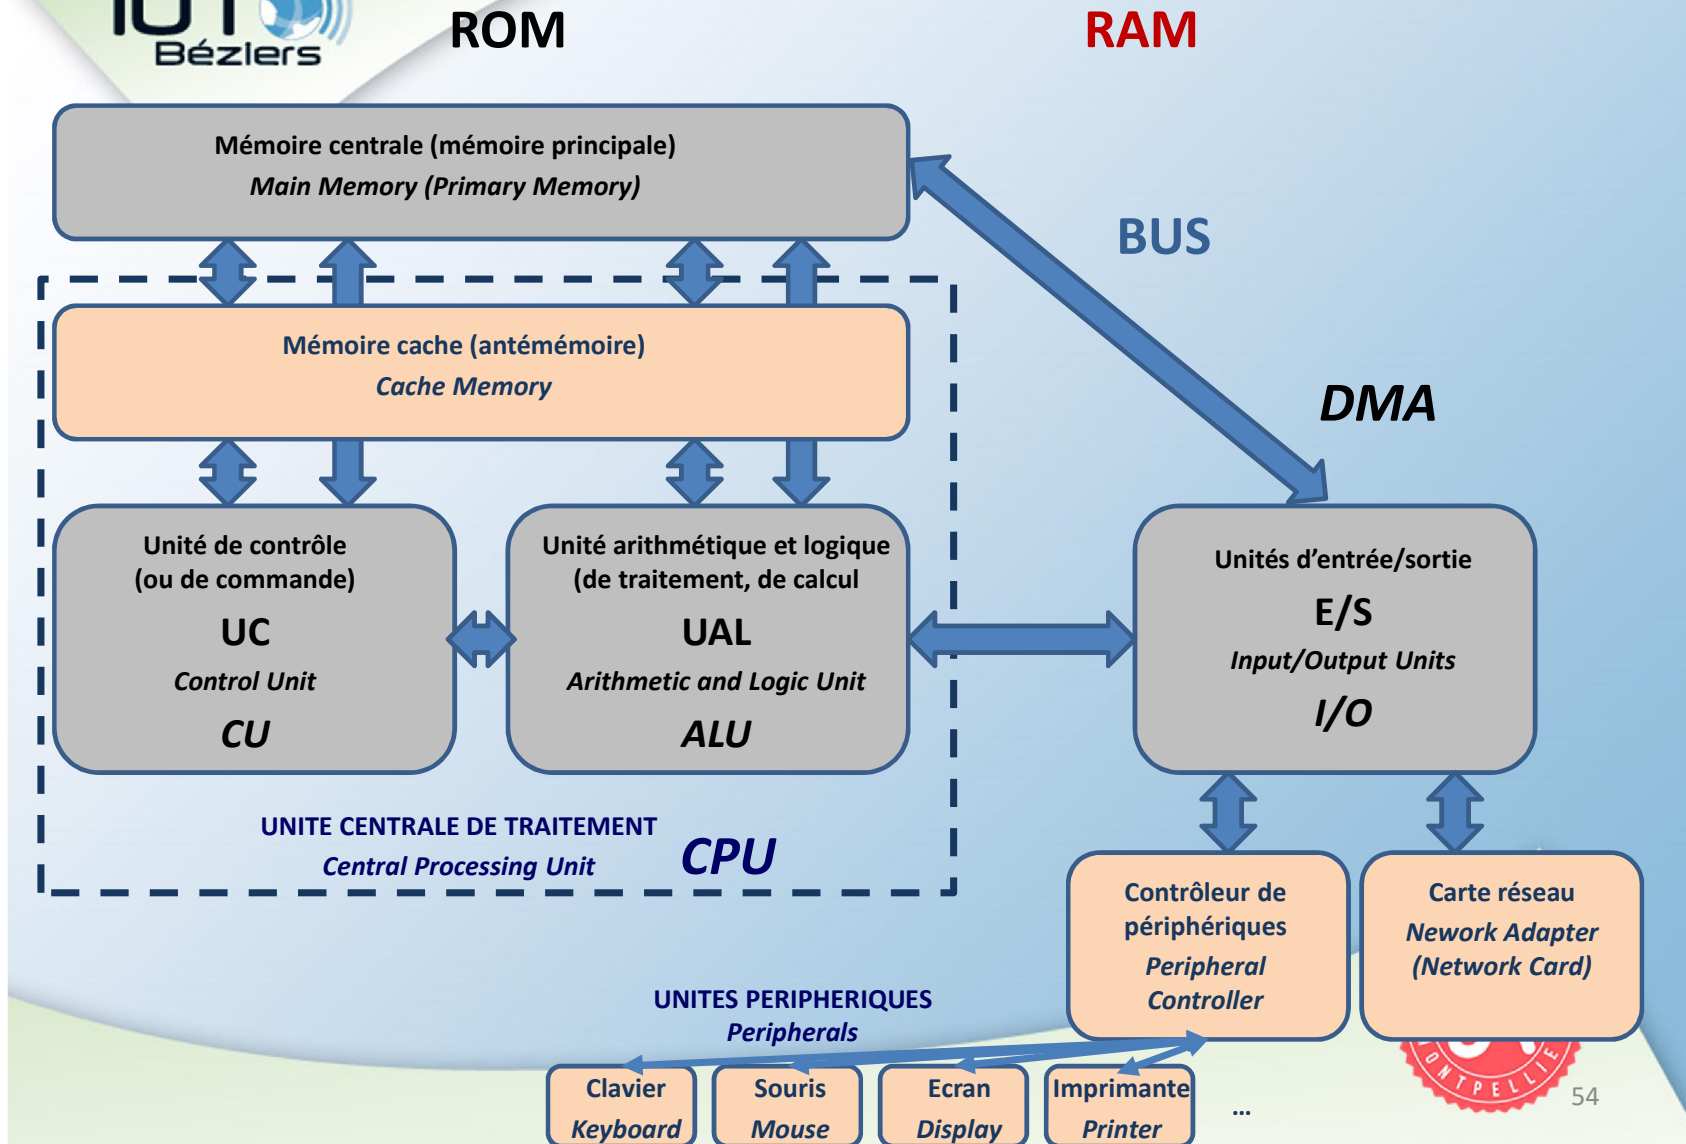 IUT
Béziers
ROM
RAM
Mémoire centrale (mémoire principale)
Main Memory (Primary Memory)
BUS
Mémoire cache (antémémoire)
Cache Memory
DMA
Unité de contrôle
(ou de commande)
UC
Control Unit
CU
Unité arithmétique et logique
(de traitement, de calcul
UAL
Arithmetic and Logic Unit
ALU
Unités d’entrée/sortie
E/S
Input/Output Units
I/O
UNITE CENTRALE DE TRAITEMENT
Central Processing Unit
CPU
Contrôleur de
périphériques
Peripheral
Controller
Carte réseau
Nework Adapter
(Network Card)
UNITES PERIPHERIQUES
Peripherals
Clavier
Keyboard
Souris
Mouse
Ecran
Display
Imprimante
Printer
...
54